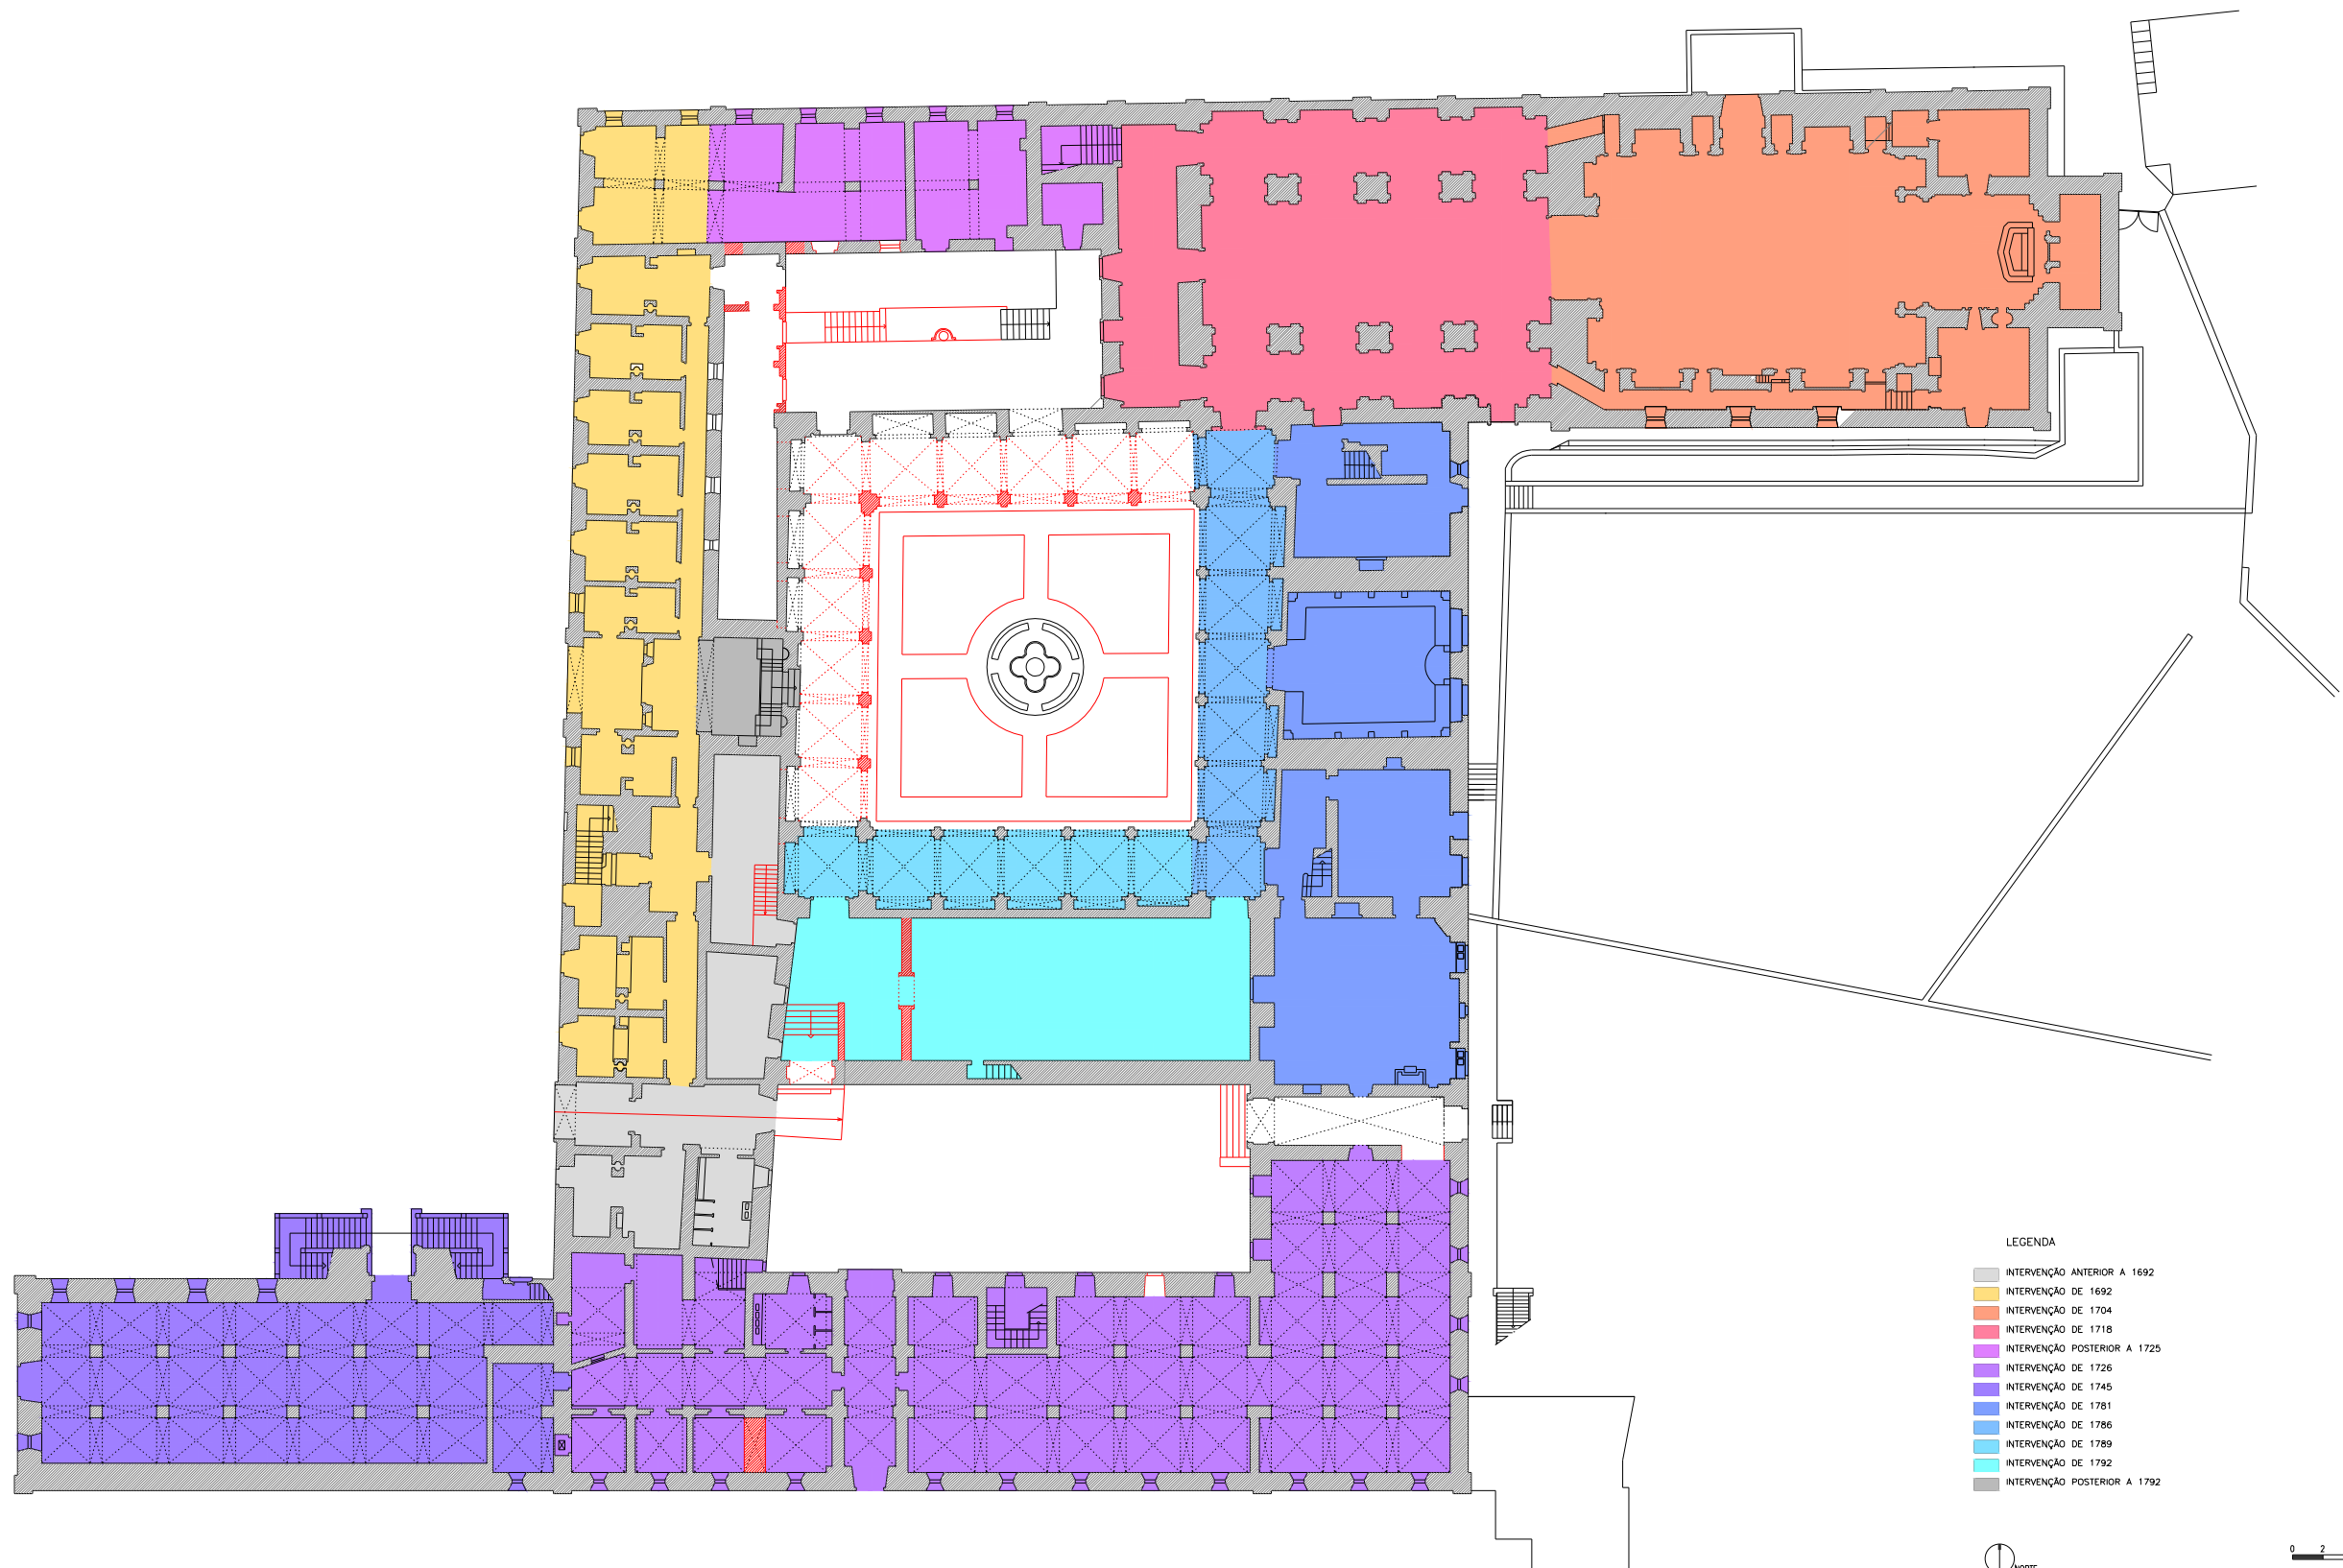 LEGENDA
INTERVENÇÃO ANTERIOR A 1692
INTERVENÇÃO DE 1692
INTERVENÇÃO DE 1704
INTERVENÇÃO DE 1718
INTERVENÇÃO POSTERIOR A 1725
INTERVENÇÃO DE 1726
INTERVENÇÃO DE 1745
INTERVENÇÃO DE 1781
INTERVENÇÃO DE 1786
INTERVENÇÃO DE 1789
INTERVENÇÃO DE 1792
INTERVENÇÃO POSTERIOR A 1792
0 2
NORTE